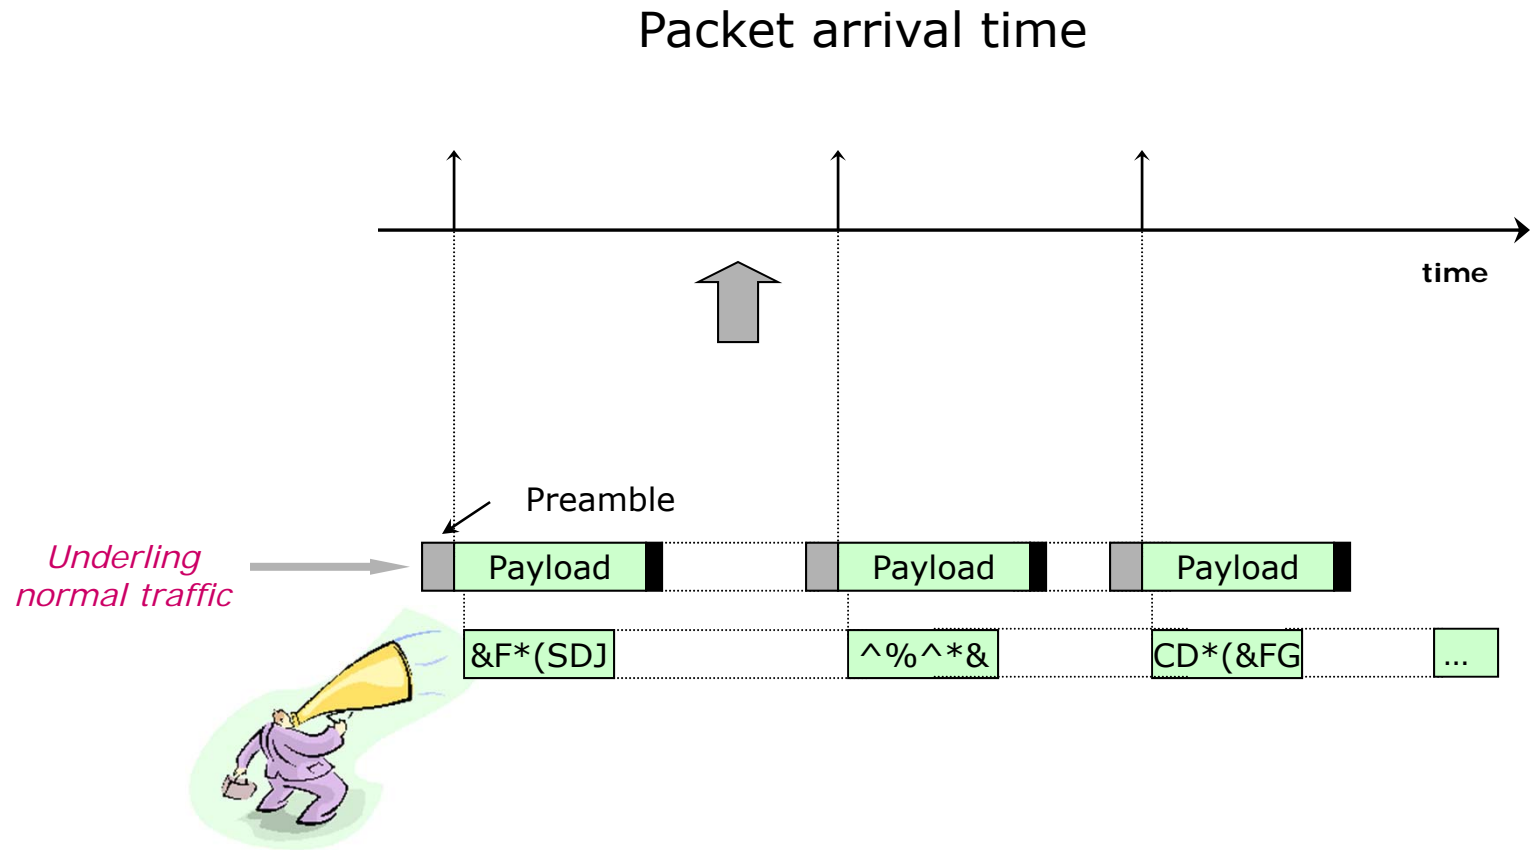 Packet arrival time
time
Preamble
Underling
normal traffic
Payload
Payload
Payload
&F*(SDJ
^%^*&
CD*(&FG
...